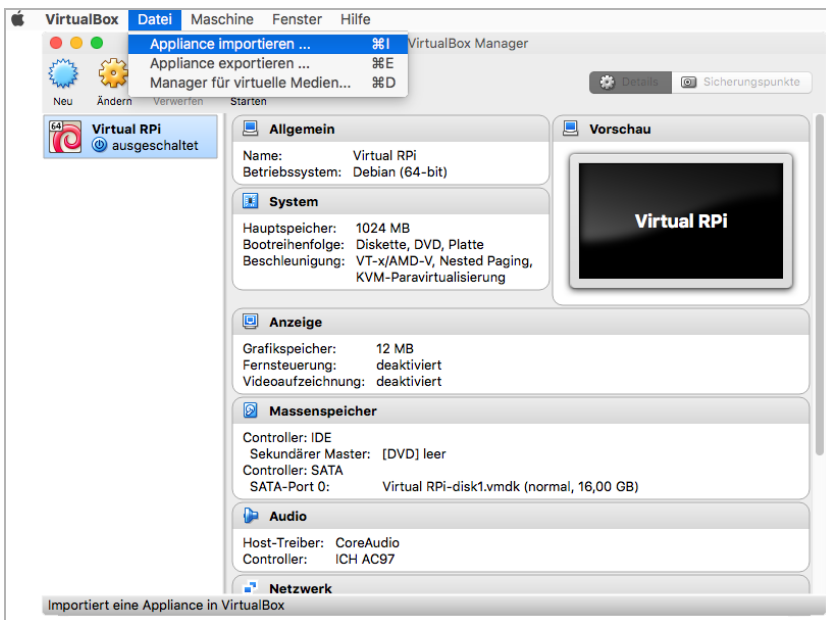 VirtualBox Datei Maschine Fenster Hilfe
Appliance importieren ... ⌘I
Appliance exportieren ... ⌘E
Manager für virtuelle Medien... ⌘D
VirtualBox Manager
Neu Ändern Verwerfen Starten
Details Sicherungspunkte
64
Virtual RPi
ausgeschaltet
Allgemein
Name: Virtual RPi
Betriebssystem: Debian (64-bit)
System
Hauptspeicher: 1024 MB
Bootreihenfolge: Diskette, DVD, Platte
Beschleunigung: VT-x/AMD-V, Nested Paging,
KVM-Paravirtualisierung
Vorschau
Virtual RPi
Anzeige
Grafikspeicher: 12 MB
Fernsteuerung: deaktiviert
Videoaufzeichnung: deaktiviert
Massenspeicher
Controller: IDE
Sekundärer Master: [DVD] leer
Controller: SATA
SATA-Port 0: Virtual RPi-disk1.vmdk (normal, 16,00 GB)
Audio
Host-Treiber: CoreAudio
Controller: ICH AC97
Netzwerk
Importiert eine Appliance in VirtualBox